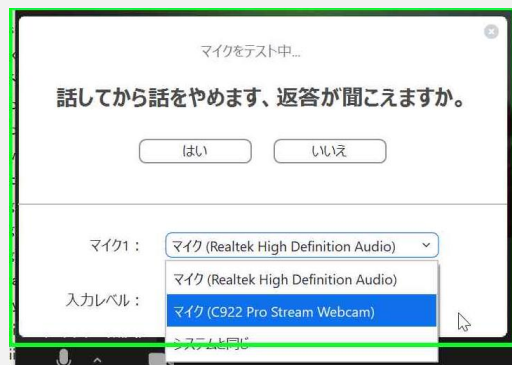 マイクをテスト中...
話してから話をやめます、返答が聞こえますか。
はい
いいえ
マイク1：
マイク (Realtek High Definition Audio)
マイク (Realtek High Definition Audio)
入力レベル：
マイク (C922 Pro Stream Webcam)
システムと同じ